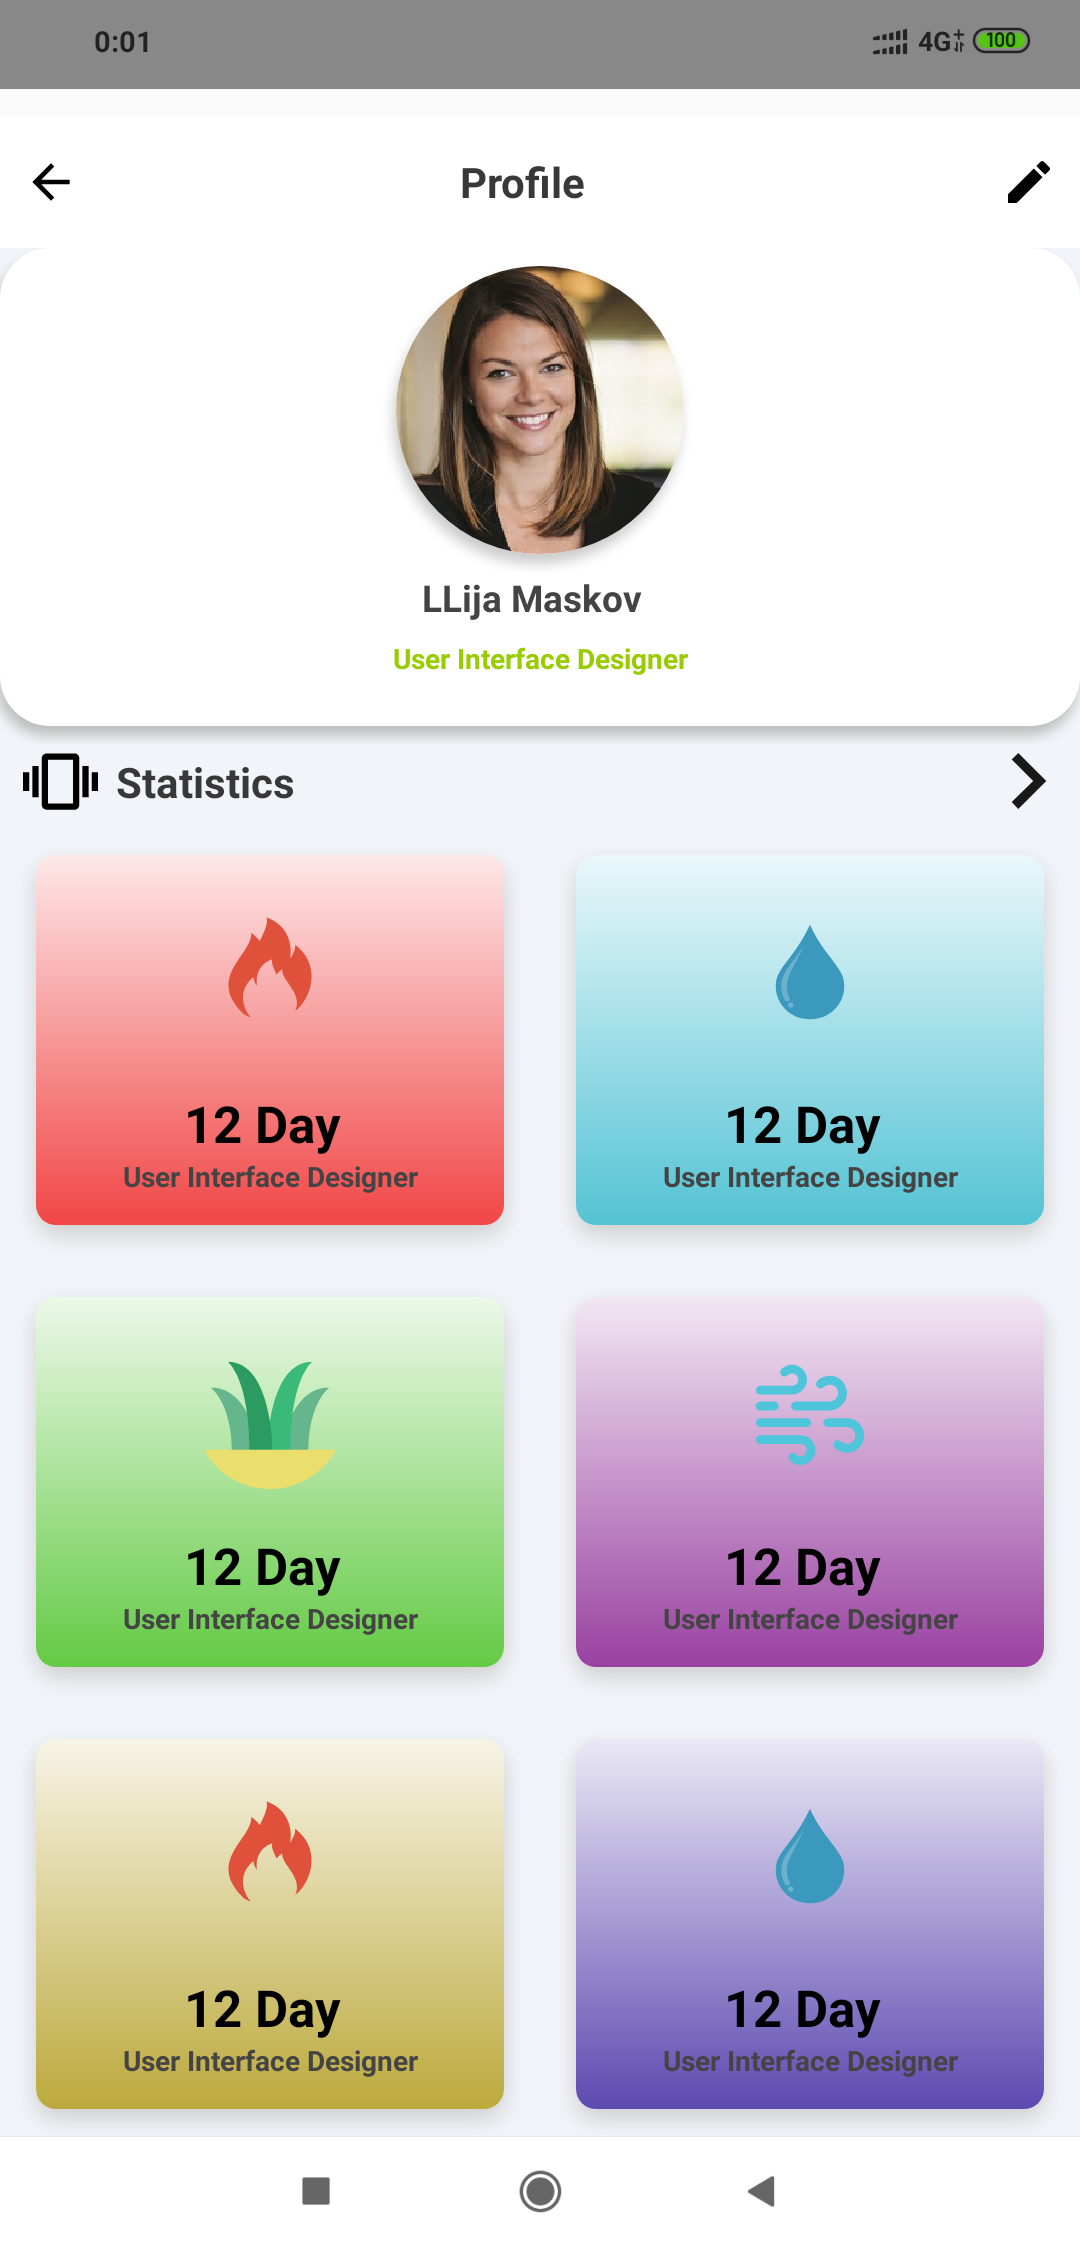 0:01 4G 100
Profile
LLija Maskov
User Interface Designer
Statistics
12 Day 12 Day
User Interface Designer User Interface Designer
12 Day 12 Day
User Interface Designer User Interface Designer
12 Day 12 Day
User Interface Designer User Interface Designer